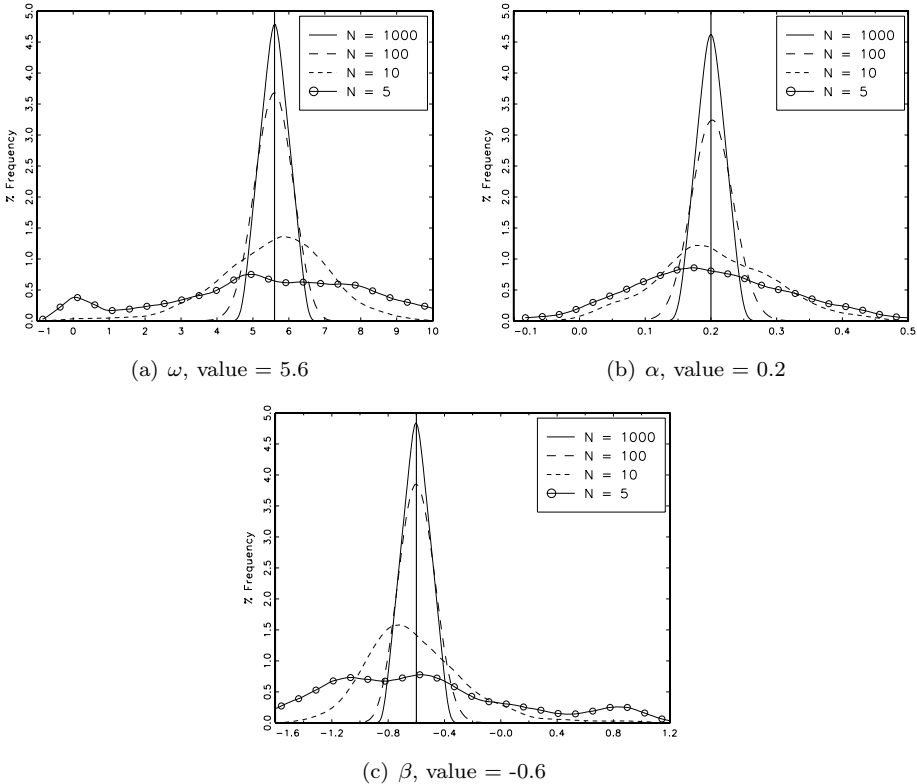 5.0
4.5
4.0
3.5
3.0
2.5
2.0
1.5
1.0
0.5
0.0
% Frequency
N = 1000
N = 100
N = 10
N = 5
−1 0 1 2 3 4 5 6 7 8 9 10
(a) ω, value = 5.6
5.0
4.5
4.0
3.5
3.0
2.5
2.0
1.5
1.0
0.5
0.0
% Frequency
N = 1000
N = 100
N = 10
N = 5
−0.1 0.0 0.1 0.2 0.3 0.4 0.5
(b) α, value = 0.2
5.0
4.5
4.0
3.5
3.0
2.5
2.0
1.5
1.0
0.5
0.0
% Frequency
N = 1000
N = 100
N = 10
N = 5
−1.6 −1.2 −0.8 −0.4 −0.0 0.4 0.8 1.2
(c) β, value = -0.6